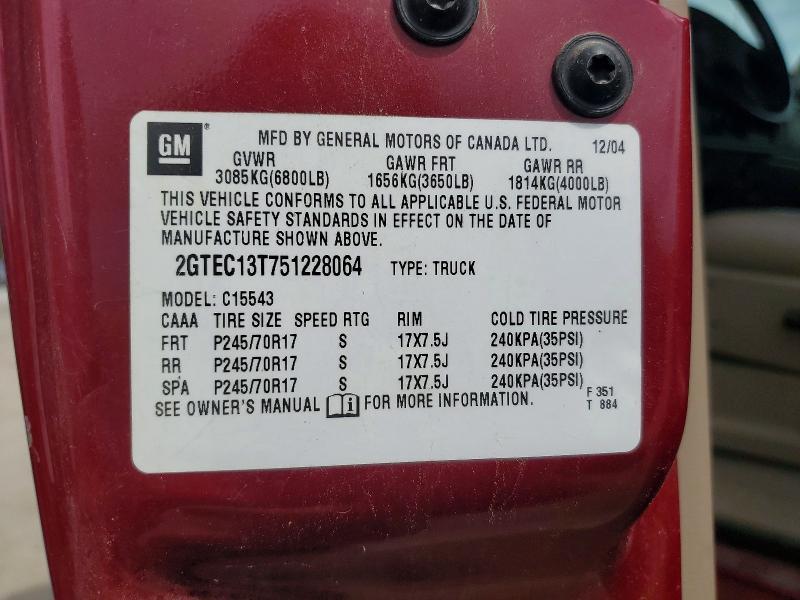 GM ® MFD BY GENERAL MOTORS OF CANADA LTD. 12/04
GVWR GAWR FRT GAWR RR
3085KG(6800LB) 1656KG(3650LB) 1814KG(4000LB)
THIS VEHICLE CONFORMS TO ALL APPLICABLE U.S. FEDERAL MOTOR
VEHICLE SAFETY STANDARDS IN EFFECT ON THE DATE OF
MANUFACTURE SHOWN ABOVE.
2GTEC13T751228064 TYPE: TRUCK
MODEL: C15543
CAAA TIRE SIZE SPEED RTG RIM COLD TIRE PRESSURE
FRT P245/70R17 S 17X7.5J 240KPA(35PSI)
RR P245/70R17 S 17X7.5J 240KPA(35PSI)
SPA P245/70R17 S 17X7.5J 240KPA(35PSI)
SEE OWNER'S MANUAL i FOR MORE INFORMATION. F 351
T 884